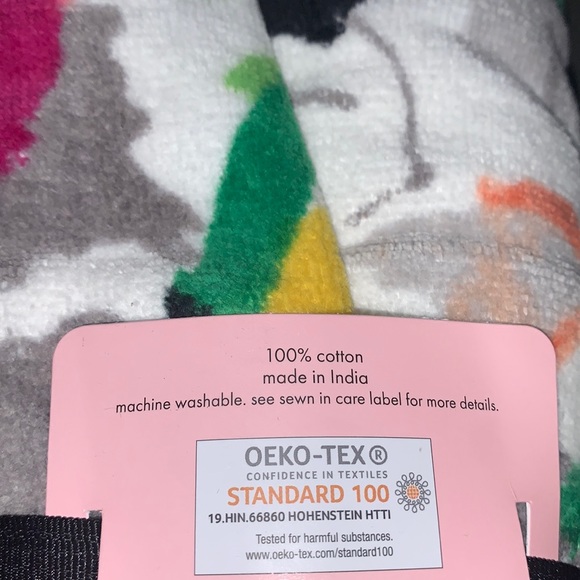 100% cotton
made in India
machine washable. see sewn in care label for more details.
OEKO-TEX®
CONFIDENCE IN TEXTILES
STANDARD 100
19.HIN.66860 HOHENSTEIN HTTI
Tested for harmful substances.
www.oeko-tex.com/standard100